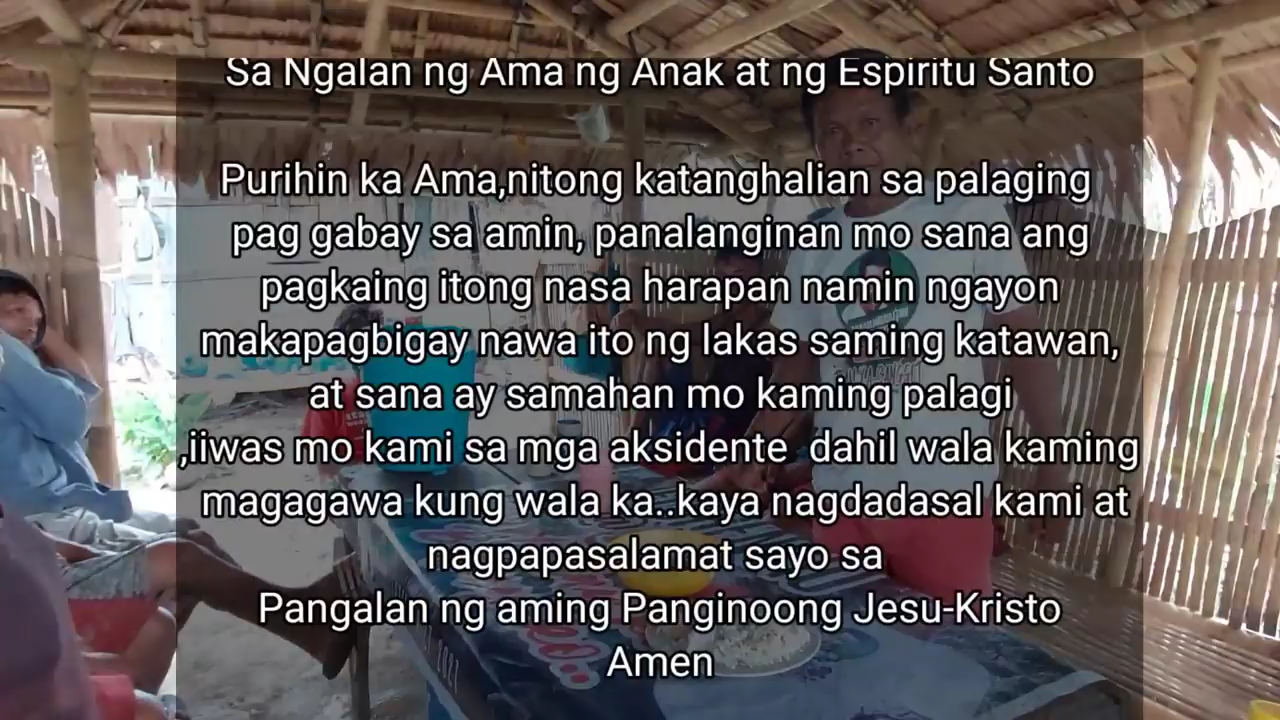 Sa Ngalan ng Ama ng Anak at ng Espiritu Santo
Purihin ka Ama,nitong katanghalian sa palaging
pag gabay sa amin, panalanginan mo sana ang
pagkaing itong nasa harapan namin ngayon
makapagbigay nawa ito ng lakas saming katawan,
at sana ay samahan mo kaming palagi
,iiwas mo kami sa mga aksidente  dahil wala kaming
magagawa kung wala ka..kaya nagdadasal kami at
nagpapasalamat sayo sa
Pangalan ng aming Panginoong Jesu-Kristo
Amen